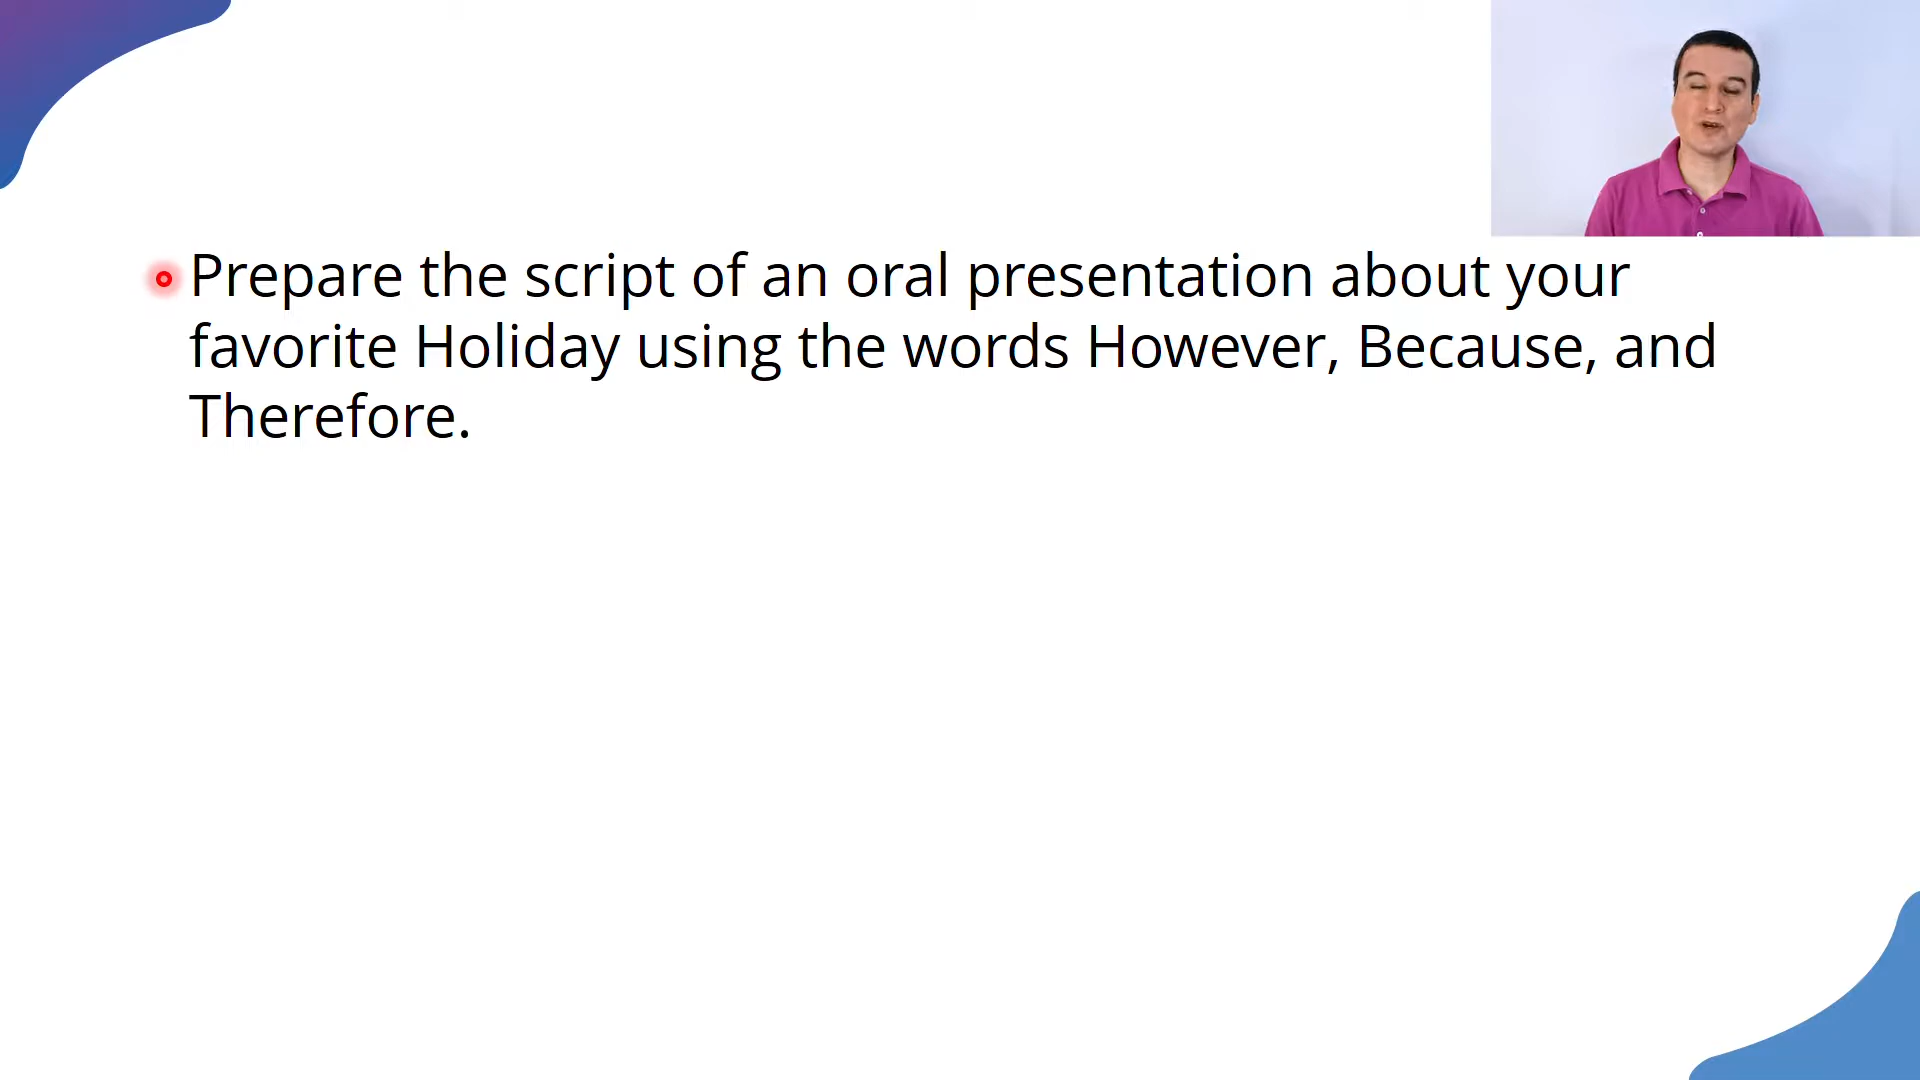 Prepare the script of an oral presentation about your
favorite Holiday using the words However, Because, and
Therefore.